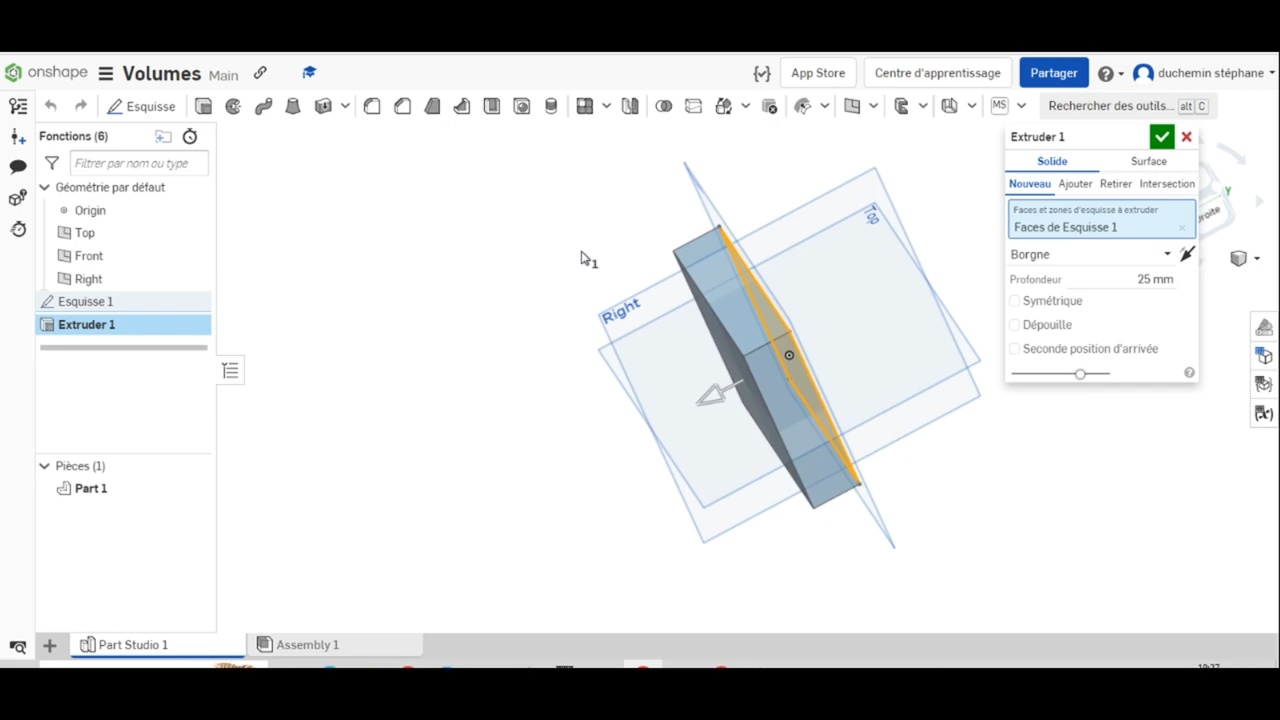 onshape
Volumes Main
App Store
Centre d'apprentissage
Partager
duchemin stéphane
Esquisse
MS
Rechercher des outils... alt C
Fonctions (6)
Filtrer par nom ou type
Géométrie par défaut
Origin
Top
Front
Right
Esquisse 1
Extruder 1
Pièces (1)
Part 1
Right
Top
1
Extruder 1
Solide
Surface
Nouveau
Ajouter
Retirer
Intersection
Faces et zones d'esquisse à extruder
Faces de Esquisse 1
Borgne
Profondeur
25 mm
Symétrique
Dépouille
Seconde position d'arrivée
Y
(x)
Part Studio 1
Assembly 1